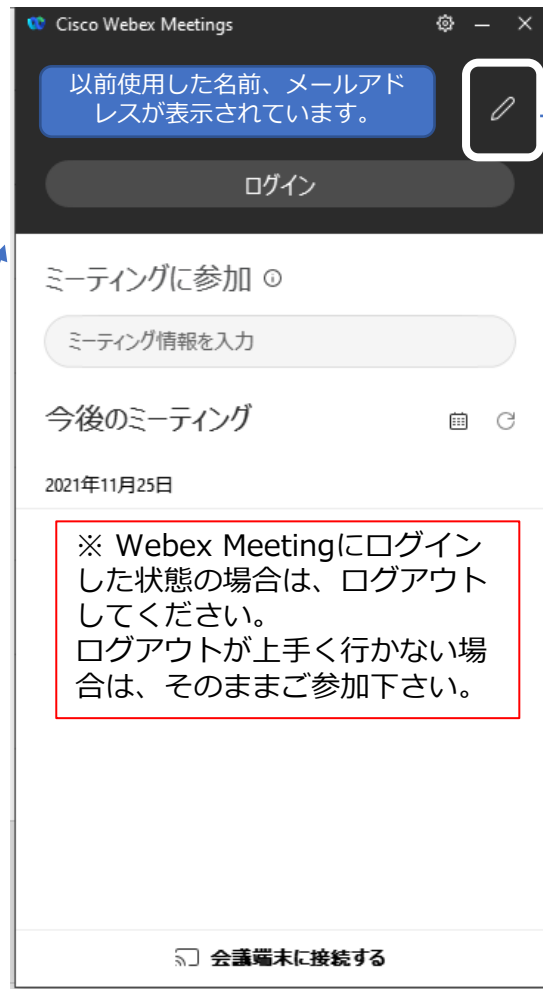 Cisco Webex Meetings
以前使用した名前、メールアド
レスが表示されています。
ログイン
ミーティングに参加
ミーティング情報を入力
今後のミーティング
2021年11月25日
※ Webex Meetingにログイン
した状態の場合は、ログアウト
してください。
ログアウトが上手く行かない場
合は、そのままご参加下さい。
会議端末に接続する